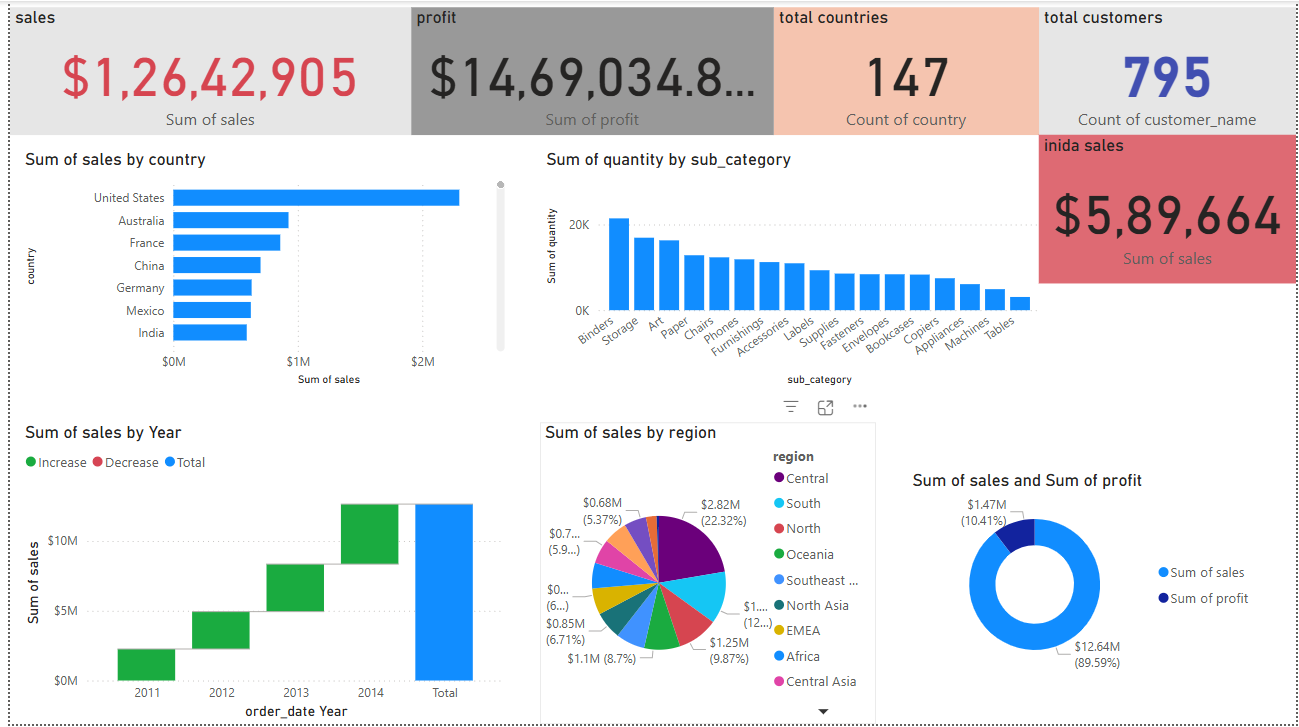 sales
$1,26,42,905
Sum of sales
profit
$14,69,034.8...
Sum of profit
total countries
147
Count of country
total customers
795
Count of customer_name
inida sales
$5,89,664
Sum of sales
Sum of sales by country
country
United States
Australia
France
China
Germany
Mexico
India
$0M $1M $2M
Sum of sales
Sum of quantity by sub_category
Sum of quantity
20K
0K
Binders
Storage
Art
Paper
Chairs
Phones
Furnishings
Accessories
Labels
Supplies
Fasteners
Envelopes
Bookcases
Copiers
Appliances
Machines
Tables
sub_category
Sum of sales by Year
Increase Decrease Total
Sum of sales
$10M
$5M
$0M
2011 2012 2013 2014 Total
order_date Year
Sum of sales by region
$2.82M
(22.32%)
$1....
(12...)
$1.25M
(9.87%)
$1.1M (8.7%)
$0.85M
(6.71%)
$0...
(6...)
$0.7...
(5.9...)
$0.68M
(5.37%)
region
Central
South
North
Oceania
Southeast ...
North Asia
EMEA
Africa
Central Asia
Sum of sales and Sum of profit
$1.47M
(10.41%)
$12.64M
(89.59%)
Sum of sales
Sum of profit